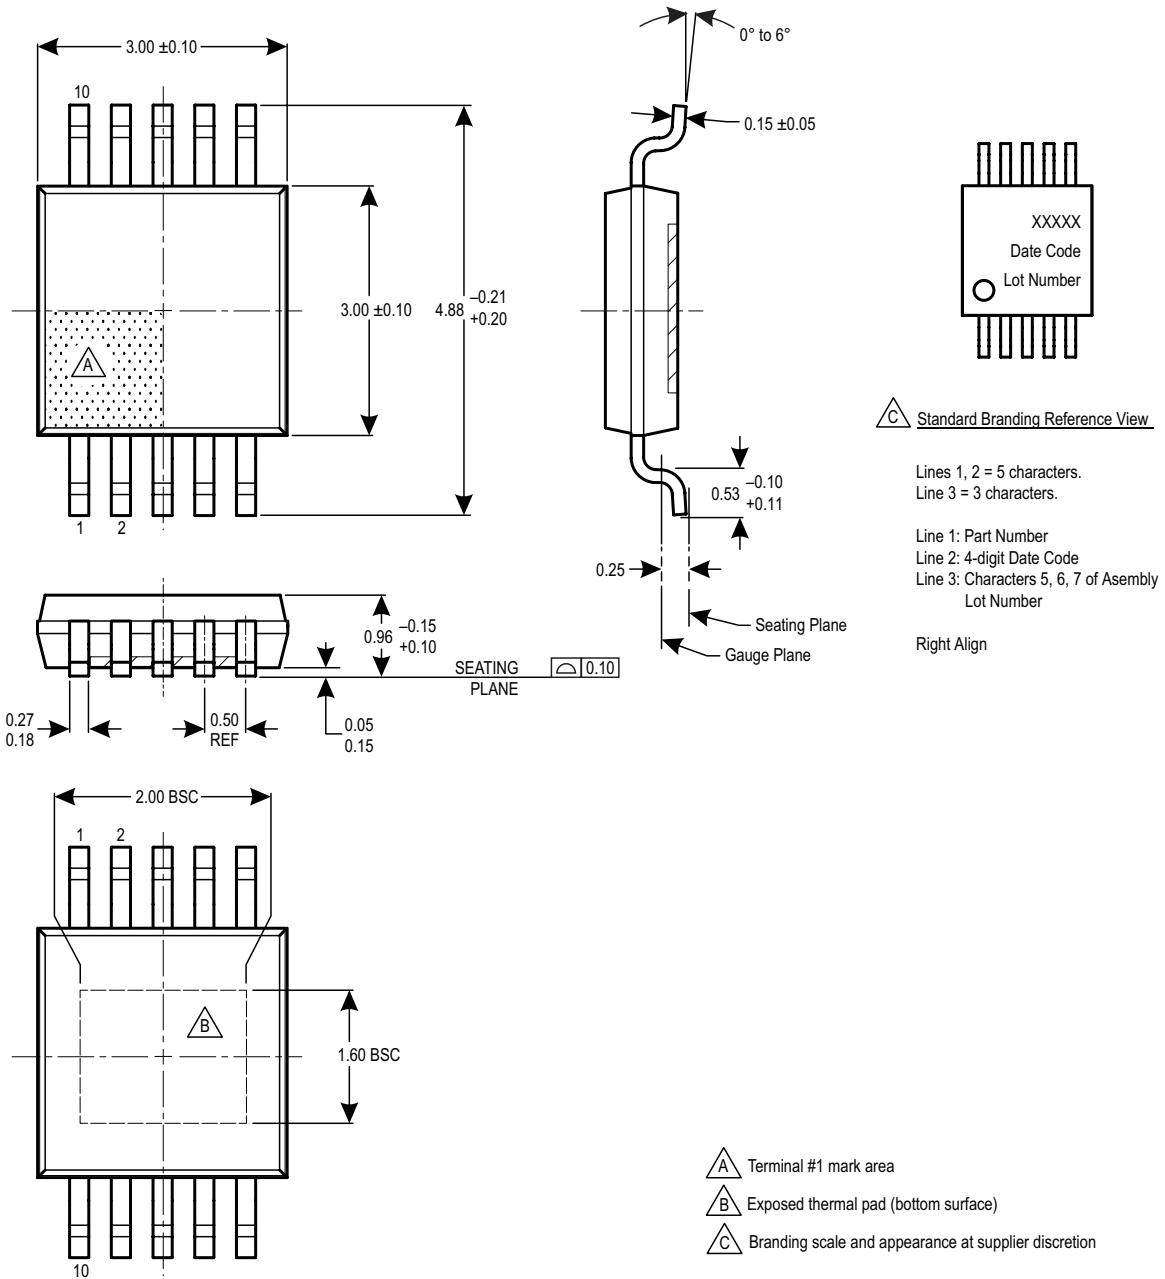 3.00 ±0.10
10
0° to 6°
0.15 ±0.05
XXXXX
Date Code
Lot Number
3.00 ±0.10
4.88 –0.21
+0.20
A
1 2
0.53 –0.10
+0.11
0.25
Seating Plane
Gauge Plane
C Standard Branding Reference View
Lines 1, 2 = 5 characters.
Line 3 = 3 characters.
Line 1: Part Number
Line 2: 4-digit Date Code
Line 3: Characters 5, 6, 7 of Asembly
Lot Number
Right Align
0.96 –0.15
+0.10
SEATING
PLANE
0.10
0.27
0.18
0.50
REF
0.05
0.15
2.00 BSC
1 2
B
1.60 BSC
10
A Terminal #1 mark area
B Exposed thermal pad (bottom surface)
C Branding scale and appearance at supplier discretion